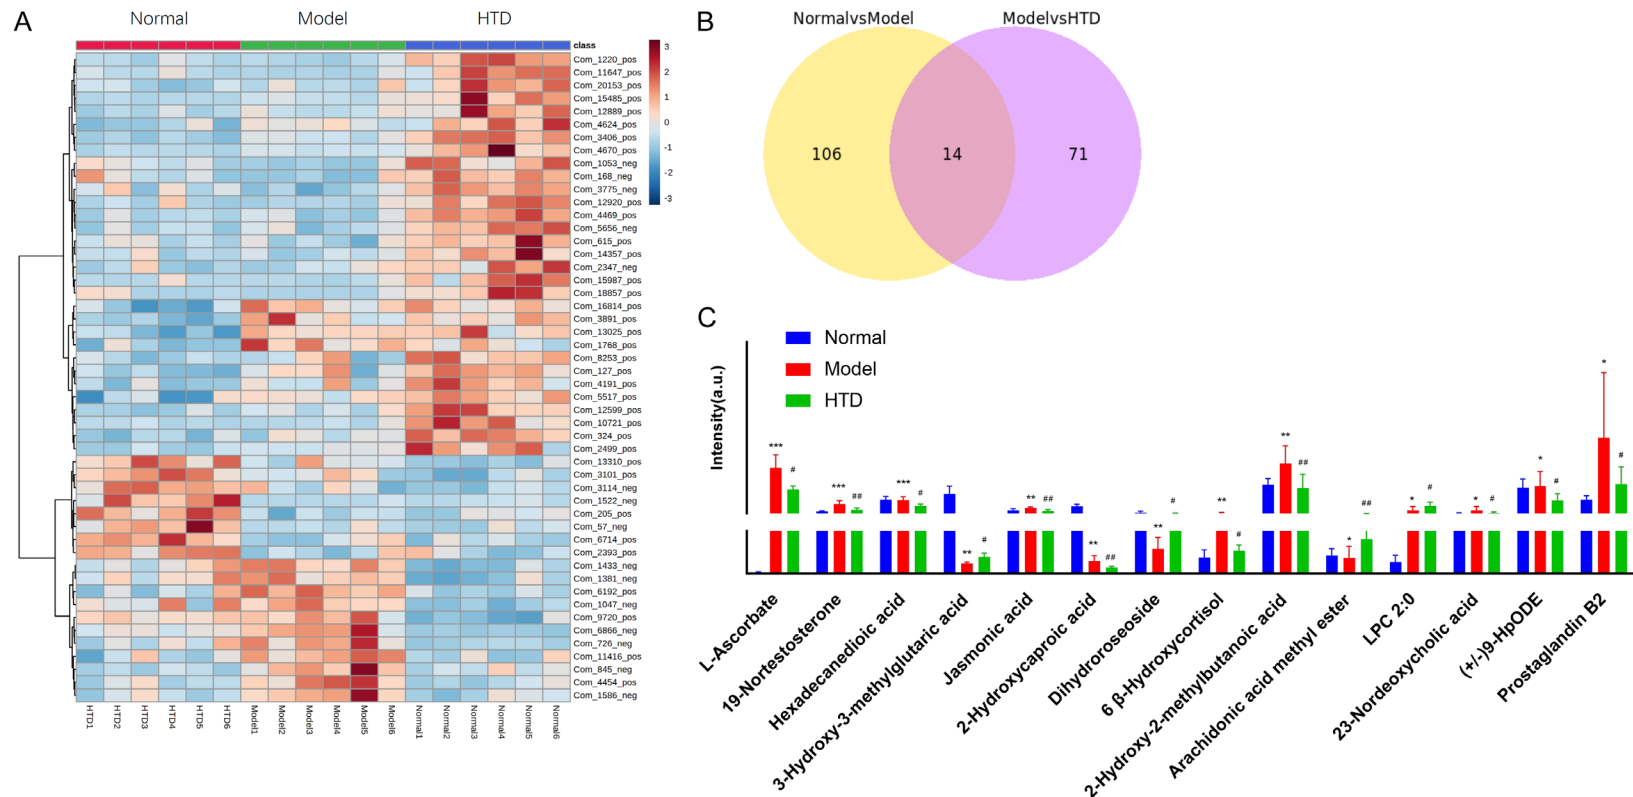 A
Normal
Model
HTD
class
Com_1220_pos
Com_11647_pos
Com_20153_pos
Com_15485_pos
Com_12889_pos
Com_4624_pos
Com_3406_pos
Com_4670_pos
Com_1053_neg
Com_168_neg
Com_3775_neg
Com_12920_pos
Com_4469_pos
Com_5656_neg
Com_615_pos
Com_14357_pos
Com_2347_neg
Com_15987_pos
Com_18857_pos
Com_16814_pos
Com_3891_pos
Com_13025_pos
Com_1768_pos
Com_8253_pos
Com_127_pos
Com_4191_pos
Com_5517_pos
Com_12599_pos
Com_10721_pos
Com_324_pos
Com_2499_pos
Com_13310_pos
Com_3101_pos
Com_3114_neg
Com_1522_neg
Com_205_pos
Com_57_neg
Com_6714_pos
Com_2393_pos
Com_1433_neg
Com_1381_neg
Com_6192_pos
Com_1047_neg
Com_9720_pos
Com_6866_neg
Com_726_neg
Com_11416_pos
Com_845_neg
Com_4454_pos
Com_1586_neg
3
2
1
0
-1
-2
-3
HTD1
HTD2
HTD3
HTD4
HTD5
HTD6
Model1
Model2
Model3
Model4
Model5
Model6
Normal1
Normal2
Normal3
Normal4
Normal5
Normal6
B
NormalvsModel
ModelvsHTD
106
14
71
C
Normal
Model
HTD
Intensity(a.u.)
*** #
*** ##
*** #
** #
** ##
** ##
** #
** #
** ##
* ##
* #
* #
* #
* #
L-Ascorbate
19-Nortestosterone
Hexadecanedioic acid
3-Hydroxy-3-methylglutaric acid
Jasmonic acid
2-Hydroxycaproic acid
Dihydroroseoside
6 β-Hydroxycortisol
2-Hydroxy-2-methylbutanoic acid
Arachidonic acid methyl ester
LPC 2:0
23-Nordeoxycholic acid
(+/-)9-HpODE
Prostaglandin B2